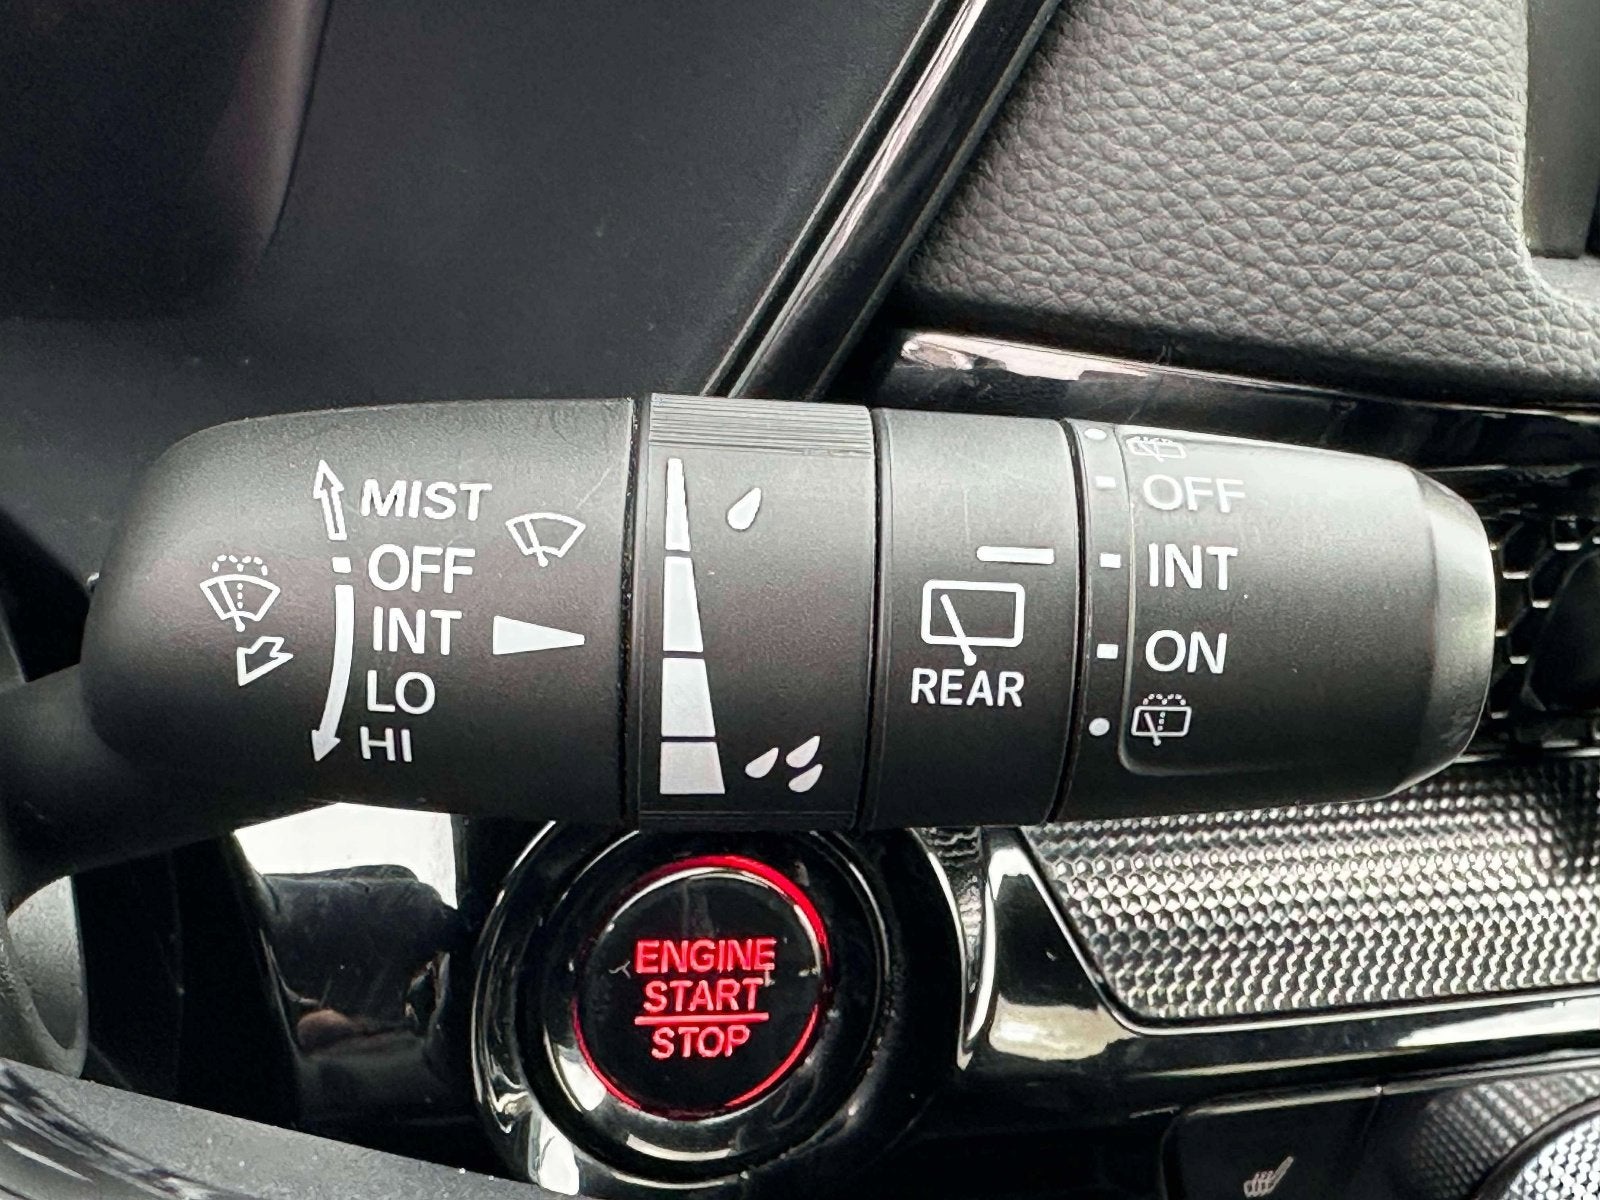 MIST
OFF
INT
LO
HI
REAR
OFF
INT
ON
ENGINE
START
STOP